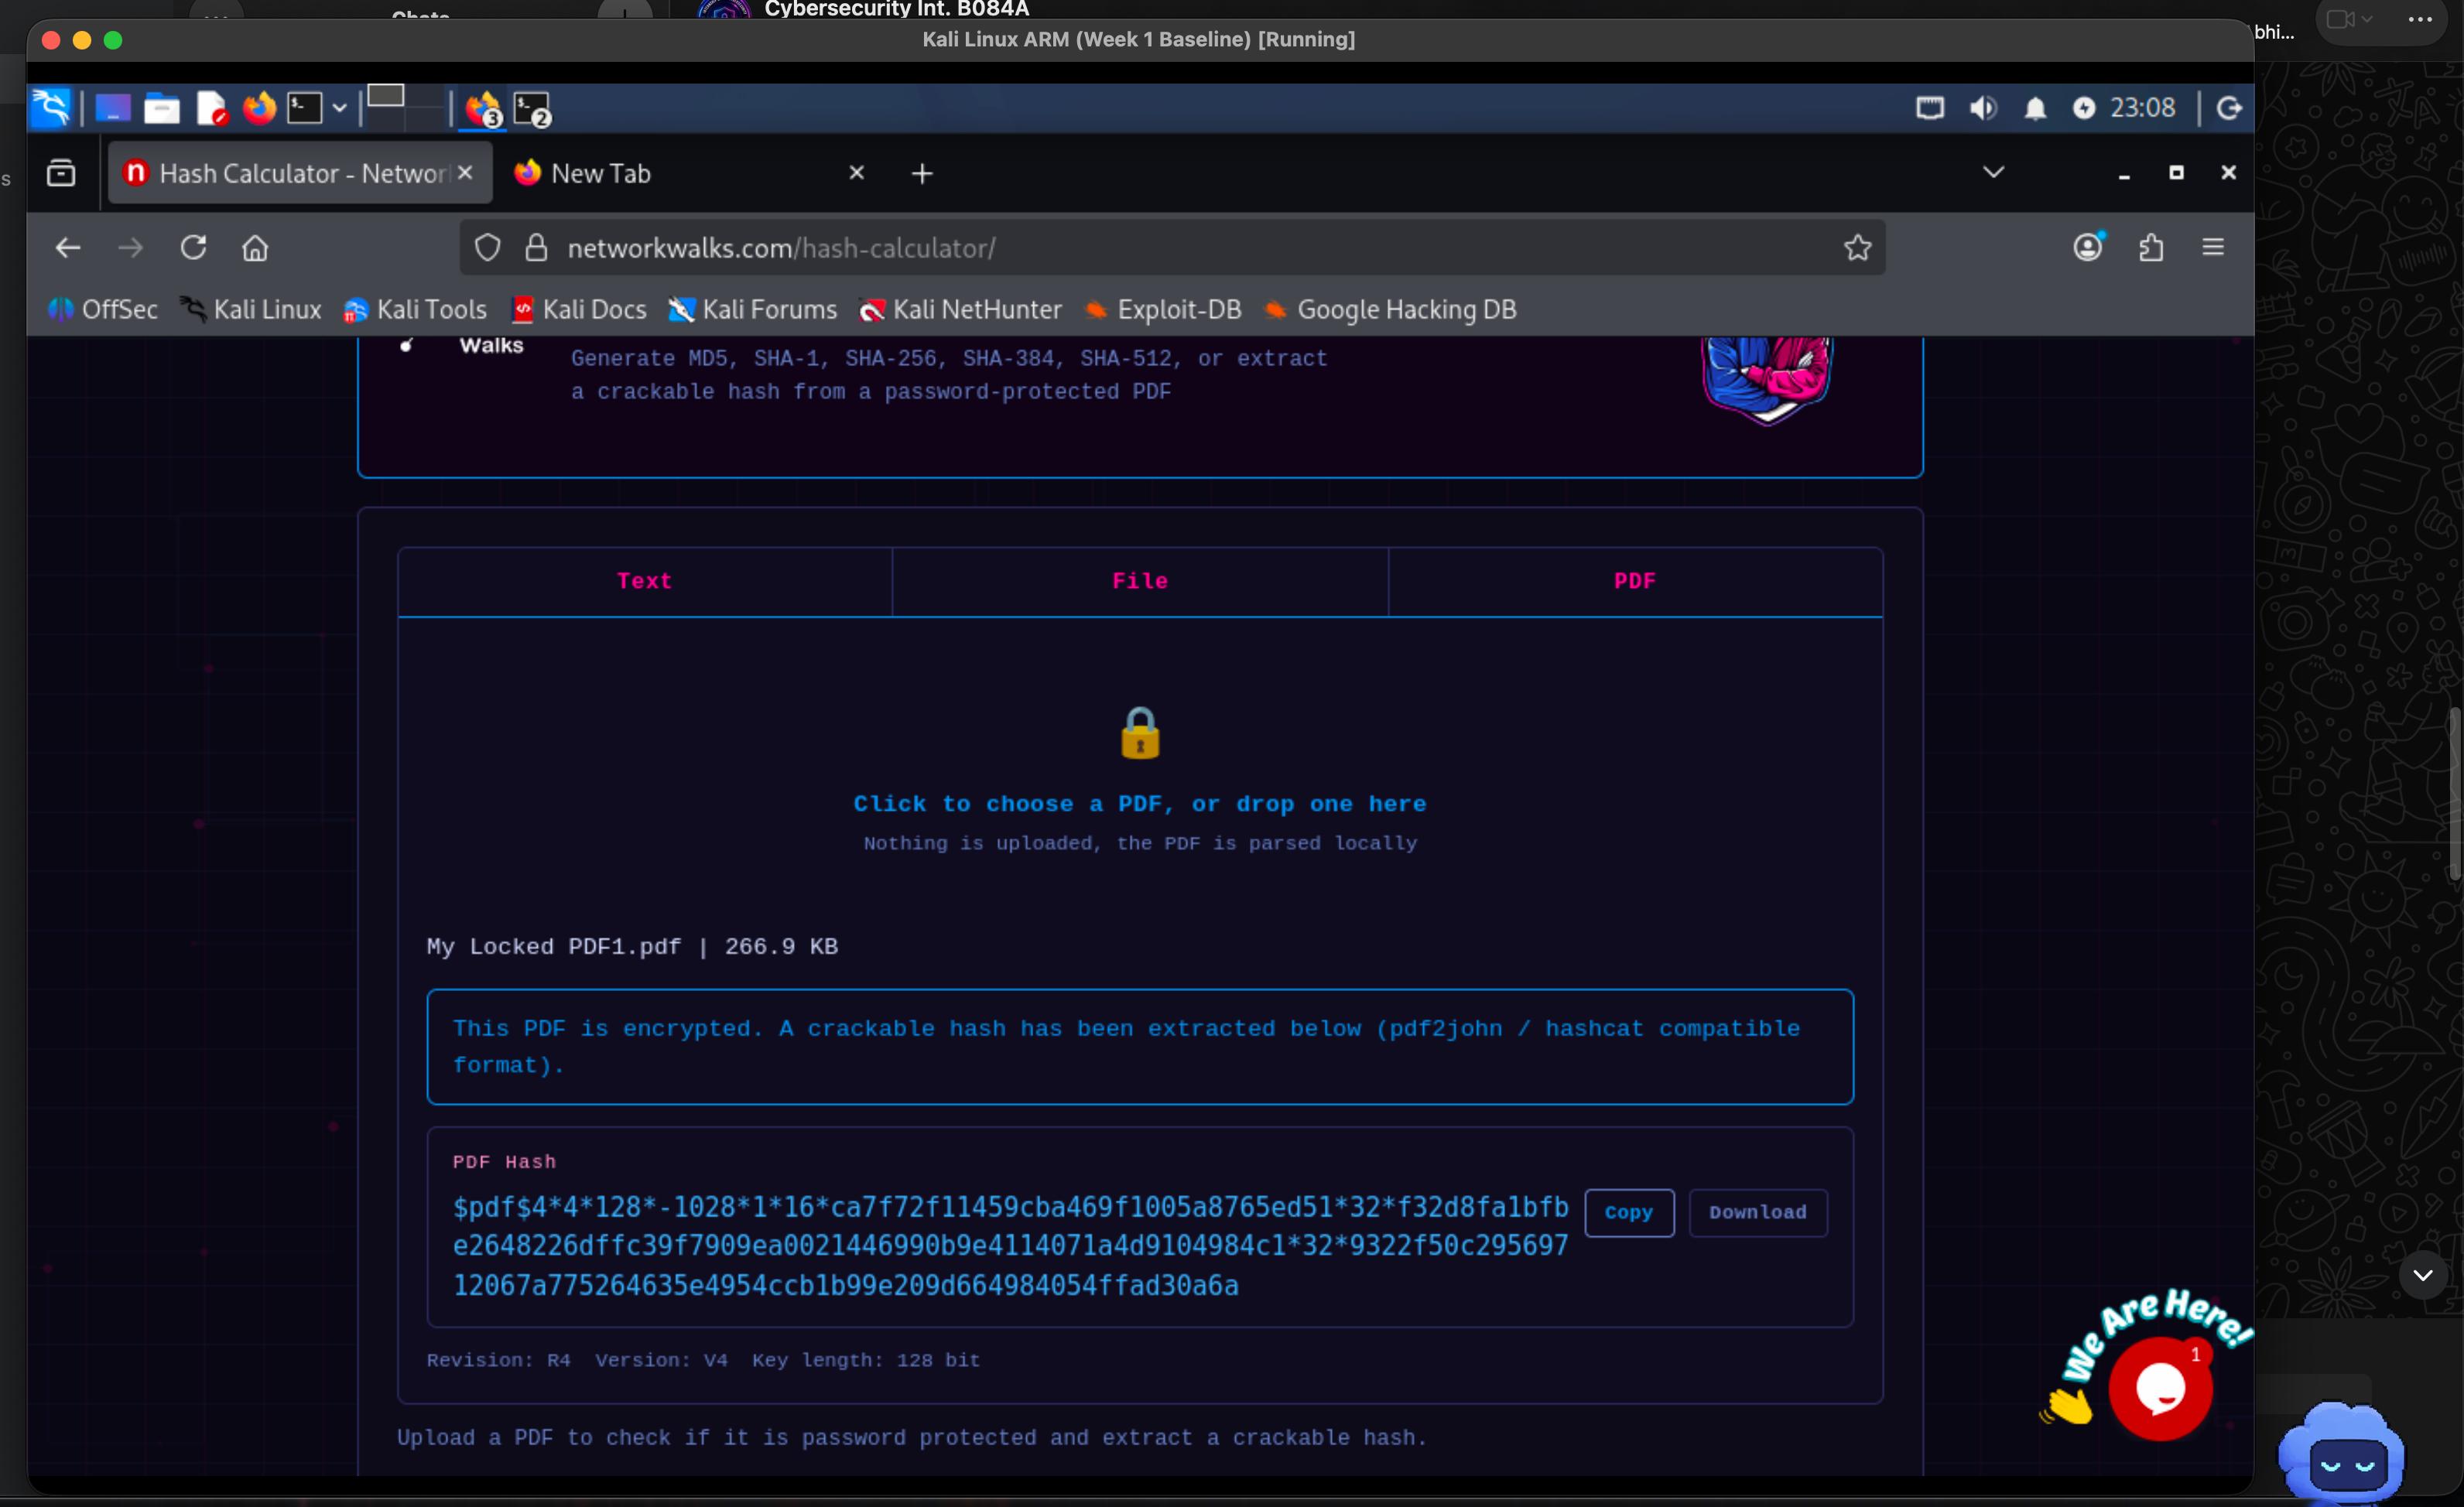 Chats
Cybersecurity Int. B084A
bhi...
Kali Linux ARM (Week 1 Baseline) [Running]
3
2
23:08
s
Hash Calculator - Networ
New Tab
networkwalks.com/hash-calculator/
OffSec
Kali Linux
Kali Tools
Kali Docs
Kali Forums
Kali NetHunter
Exploit-DB
Google Hacking DB
Walks
Generate MD5, SHA-1, SHA-256, SHA-384, SHA-512, or extract
a crackable hash from a password-protected PDF
Text
File
PDF
Click to choose a PDF, or drop one here
Nothing is uploaded, the PDF is parsed locally
My Locked PDF1.pdf | 266.9 KB
This PDF is encrypted. A crackable hash has been extracted below (pdf2john / hashcat compatible
format).
PDF Hash
$pdf$4*4*128*-1028*1*16*ca7f72f11459cba469f1005a8765ed51*32*f32d8fa1bfb
e2648226dffc39f7909ea0021446990b9e4114071a4d9104984c1*32*9322f50c295697
12067a775264635e4954ccb1b99e209d664984054ffad30a6a
Copy
Download
Revision: R4 Version: V4 Key length: 128 bit
Upload a PDF to check if it is password protected and extract a crackable hash.
We Are Here!
1